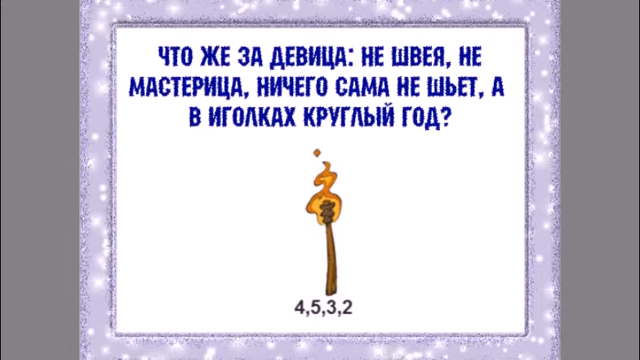 ЧТО ЖЕ ЗА ДЕВИЦА: НЕ ШВЕЯ, НЕ
МАСТЕРИЦА, НИЧЕГО САМА НЕ ШЬЕТ, А
В ИГОЛКАХ КРУГЛЫЙ ГОД?
4,5,3,2